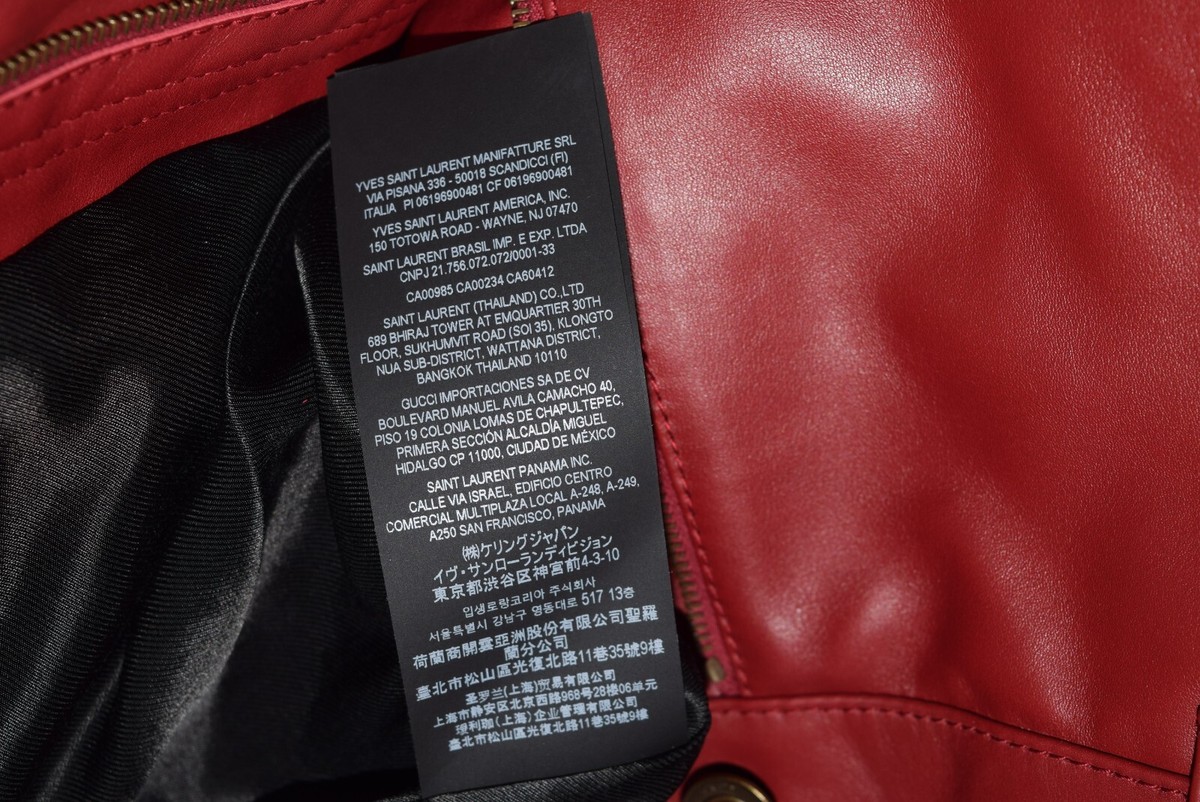 YVES SAINT LAURENT MANIFATTURE SRL
VIA PISANA 336 - 50018 SCANDICCI (FI)
ITALIA PI 06196900481 CF 06196900481
YVES SAINT LAURENT AMERICA, INC.
150 TOTOWA ROAD - WAYNE, NJ 07470
SAINT LAURENT BRASIL IMP. E EXP. LTDA
CNPJ 21.756.072.072/0001-33
CA00985 CA00234 CA60412
SAINT LAURENT (THAILAND) CO.,LTD
689 BHIRAJ TOWER AT EMQUARTIER 30TH
FLOOR, SUKHUMVIT ROAD (SOI 35), KLONGTO
NUA SUB-DISTRICT, WATTANA DISTRICT,
BANGKOK THAILAND 10110
GUCCI IMPORTACIONES SA DE CV
BOULEVARD MANUEL AVILA CAMACHO 40,
PISO 19 COLONIA LOMAS DE CHAPULTEPEC,
PRIMERA SECCIÓN ALCALDÍA MIGUEL
HIDALGO CP 11000, CIUDAD DE MÉXICO
SAINT LAURENT PANAMA INC.
CALLE VIA ISRAEL, EDIFICIO CENTRO
COMERCIAL MULTIPLAZA LOCAL A-248, A-249,
A250 SAN FRANCISCO, PANAMA
㈱ケリングジャパン
イヴ・サンローランディビジョン
東京都渋谷区神宮前4-3-10
입생로랑코리아 주식회사
서울특별시 강남구 영동대로 517 13층
荷蘭商開雲亞洲股份有限公司聖羅
蘭分公司
臺北市松山區光復北路11巷35號9樓
圣罗兰(上海)贸易有限公司
上海市静安区北京西路968号28楼06单元
(上海)企业管理有限公司
臺北市松山區光復北路11巷35號9樓